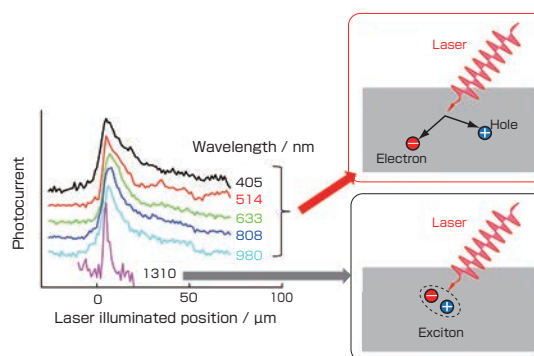 Photocurrent
Wavelength / nm
405
514
633
808
980
1310
0
50
100
Laser illuminated position / μm
Laser
Hole
Electron
Laser
Exciton